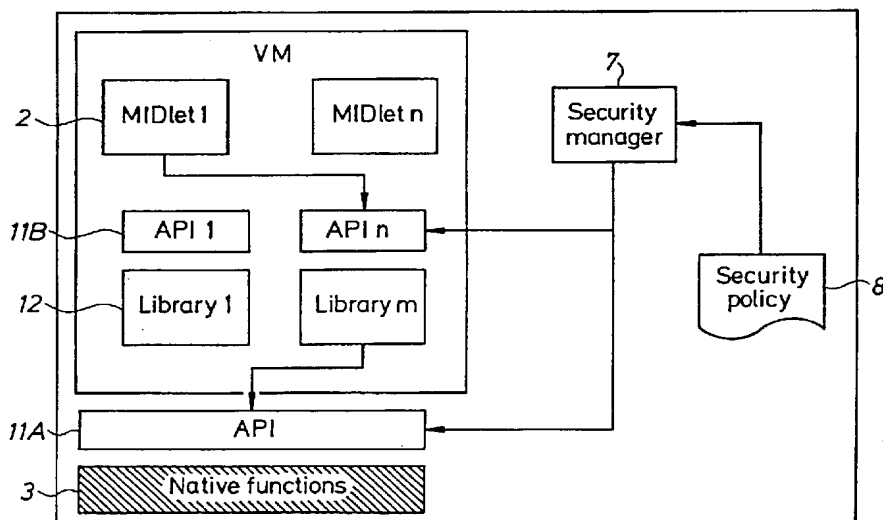 VM
7
2
MIDlet 1
MIDlet n
Security
manager
11B
API 1
API n
12
Library 1
Library m
Security
policy
8
11A
API
3
Native functions